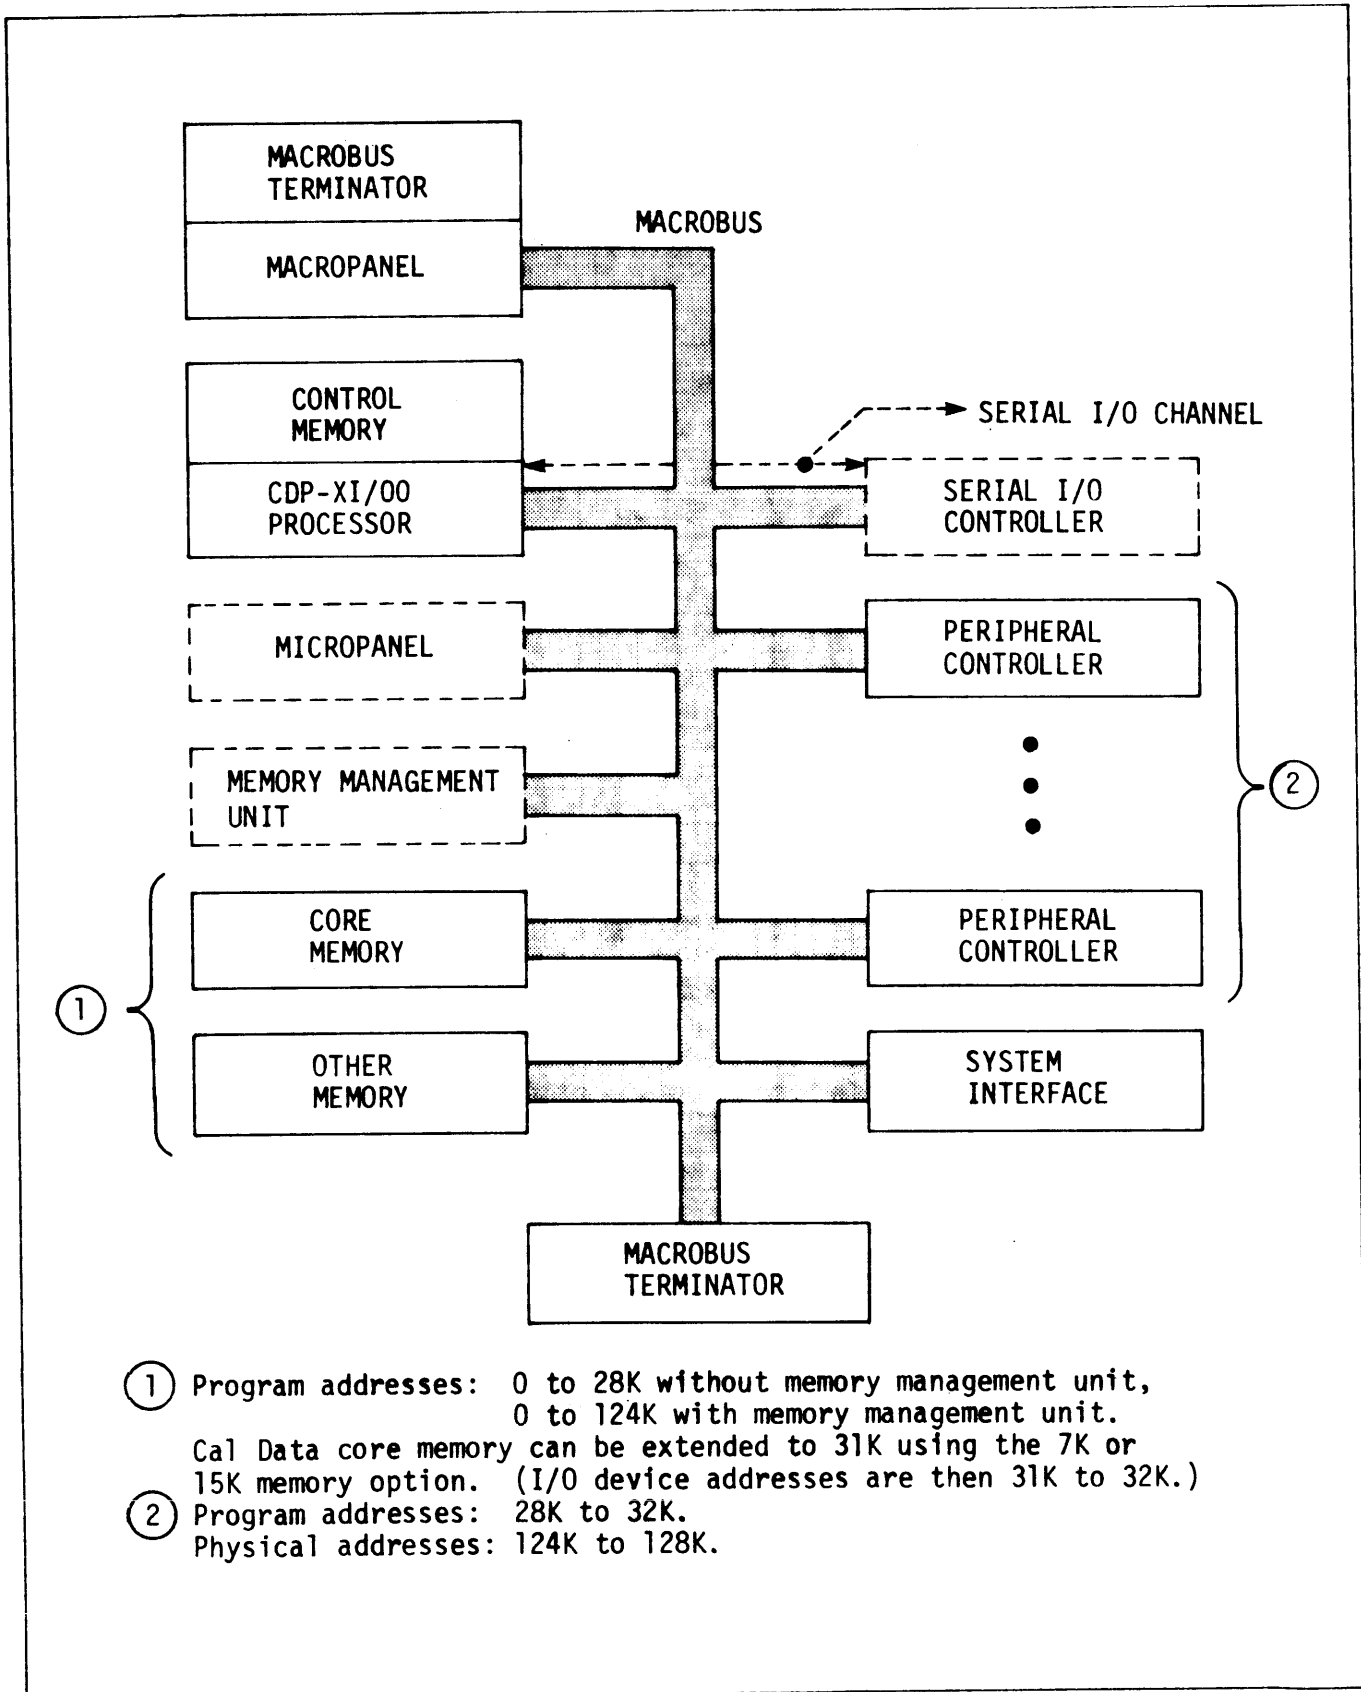 MACROBUS
TERMINATOR
MACROPANEL
MACROBUS
CONTROL
MEMORY
CDP-XI/00
PROCESSOR
SERIAL I/O CHANNEL
SERIAL I/O
CONTROLLER
MICROPANEL
PERIPHERAL
CONTROLLER
MEMORY MANAGEMENT
UNIT
2
CORE
MEMORY
PERIPHERAL
CONTROLLER
1
OTHER
MEMORY
SYSTEM
INTERFACE
MACROBUS
TERMINATOR
1 Program addresses: 0 to 28K without memory management unit,
0 to 124K with memory management unit.
Cal Data core memory can be extended to 31K using the 7K or
15K memory option. (I/O device addresses are then 31K to 32K.)
2 Program addresses: 28K to 32K.
Physical addresses: 124K to 128K.